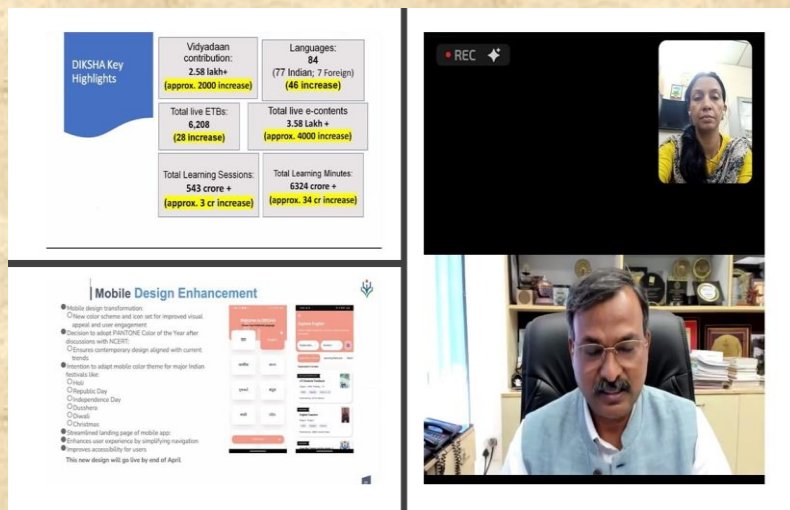 DIKSHA Key
Highlights
Vidyadaan
contribution:
2.58 lakh+
(approx. 2000 increase)
Languages:
84
(77 Indian; 7 Foreign)
(46 increase)
Total live ETBs:
6,208
(28 increase)
Total live e-contents
3.58 Lakh +
(approx. 4000 increase)
Total Learning Sessions:
543 crore +
(approx. 3 cr increase)
Total Learning Minutes:
6324 crore +
(approx. 34 cr increase)
Mobile Design Enhancement
Mobile design transformation:
New color scheme and icon set for improved visual
appeal and user engagement
Decision to adopt PANTONE Color of the Year after
discussions with NCERT:
Ensures contemporary design aligned with current
trends
Intention to adapt mobile color theme for major Indian
festivals like:
Holi
Republic Day
Independence Day
Dusshera
Diwali
Christmas
Streamlined landing page of mobile app:
Enhances user experience by simplifying navigation
Improves accessibility for users
This new design will go live by end of April
REC